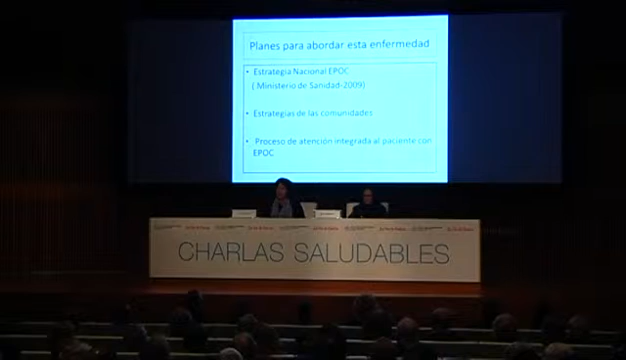 Planes para abordar esta enfermedad
• Estrategia Nacional EPOC
( Ministerio de Sanidad-2009)
• Estrategias de las comunidades
• Proceso de atención integrada al paciente con
EPOC
CHARLAS SALUDABLES